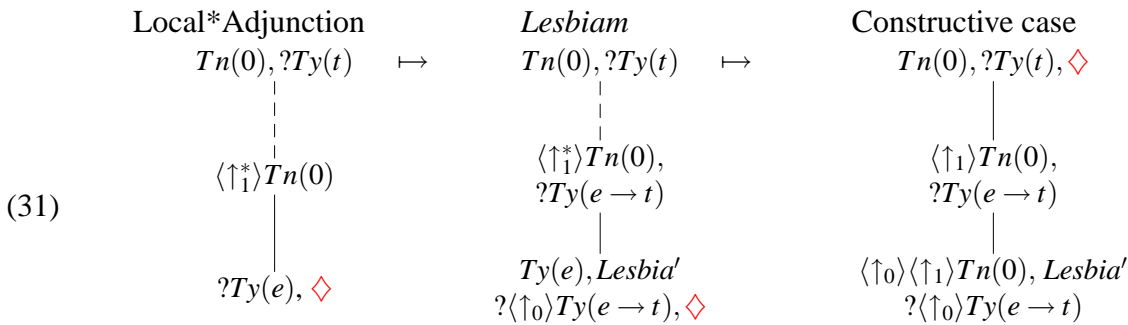 Local*Adjunction Lesbiam Constructive case
Tn(0), ?Ty(t) ↦ Tn(0), ?Ty(t) ↦ Tn(0), ?Ty(t), ♢
⟨↑₁*⟩Tn(0) ⟨↑₁*⟩Tn(0), ⟨↑₁⟩Tn(0),
?Ty(e → t) ?Ty(e → t)
(31)
?Ty(e), ♢ Ty(e), Lesbia′ ⟨↑₀⟩⟨↑₁⟩Tn(0), Lesbia′
?⟨↑₀⟩Ty(e → t), ♢ ?⟨↑₀⟩Ty(e → t)